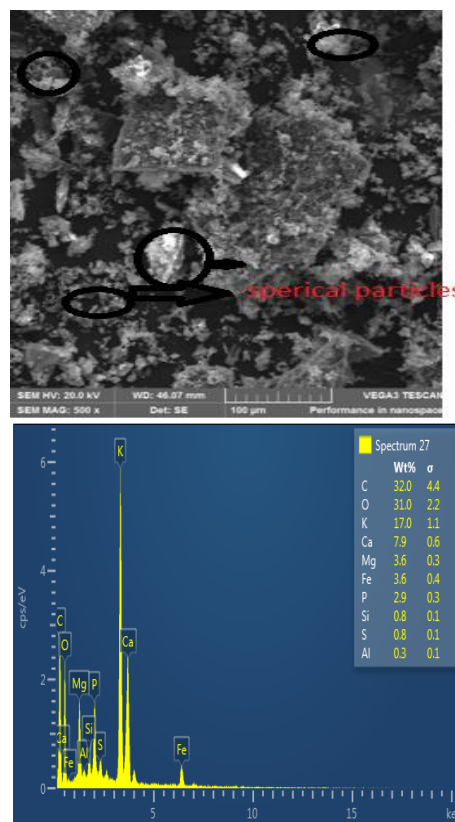 sperical particles
SEM HV: 20.0 kV WD: 46.07 mm VEGA3 TESCAN
SEM MAG: 500 x Det: SE 100 µm Performance in nanospace
Spectrum 27
Wt% σ
C 32.0 4.4
O 31.0 2.2
K 17.0 1.1
Ca 7.9 0.6
Mg 3.6 0.3
Fe 3.6 0.4
P 2.9 0.3
Si 0.8 0.1
S 0.8 0.1
Al 0.3 0.1
cps/eV
6
4
2
0
K
C
O
Ca
Mg
P
Si
Al
S
Ca
Fe
Fe
5 10 15 ke